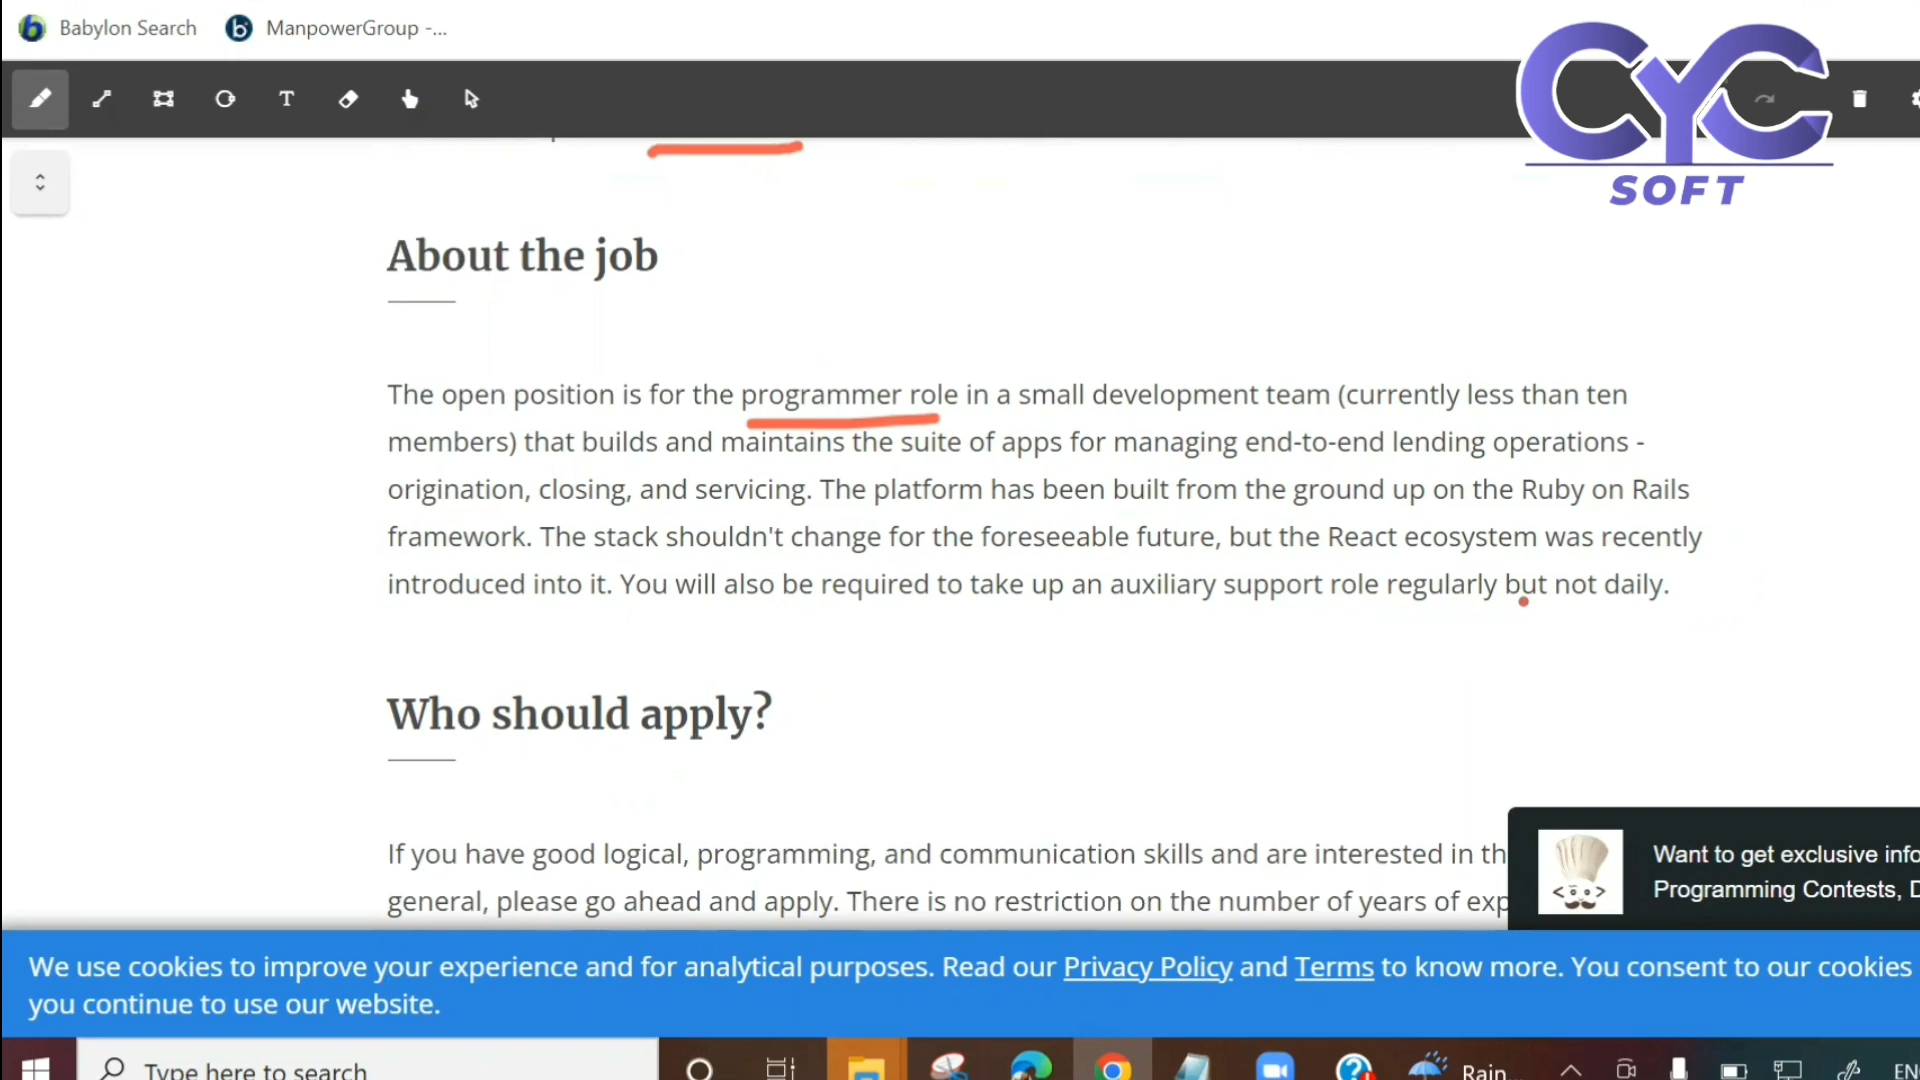 Babylon Search
ManpowerGroup -...
CYC
SOFT
About the job
The open position is for the programmer role in a small development team (currently less than ten
members) that builds and maintains the suite of apps for managing end-to-end lending operations -
origination, closing, and servicing. The platform has been built from the ground up on the Ruby on Rails
framework. The stack shouldn't change for the foreseeable future, but the React ecosystem was recently
introduced into it. You will also be required to take up an auxiliary support role regularly but not daily.
Who should apply?
If you have good logical, programming, and communication skills and are interested in th
general, please go ahead and apply. There is no restriction on the number of years of exp
Want to get exclusive info
Programming Contests, D
We use cookies to improve your experience and for analytical purposes. Read our Privacy Policy and Terms to know more. You consent to our cookies
you continue to use our website.
Type here to search
Rain...
EN